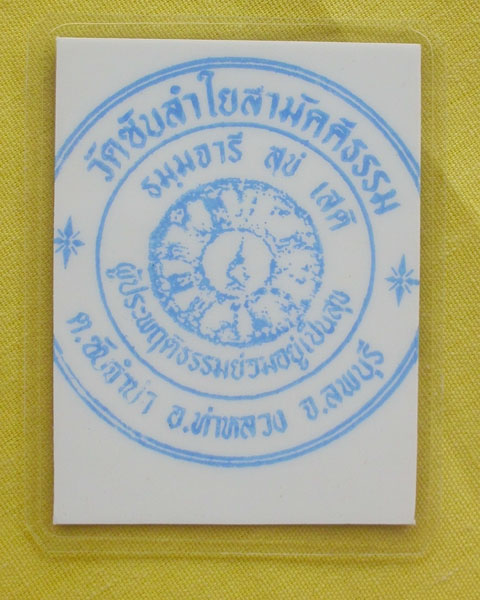 วัดซับลำใยสามัคคีธรรม
ธมฺมจารี สุขํ เสติ
ผู้ประพฤติธรรมย่อมอยู่เป็นสุข
ต.ซับจำปา อ.ท่าหลวง จ.ลพบุรี